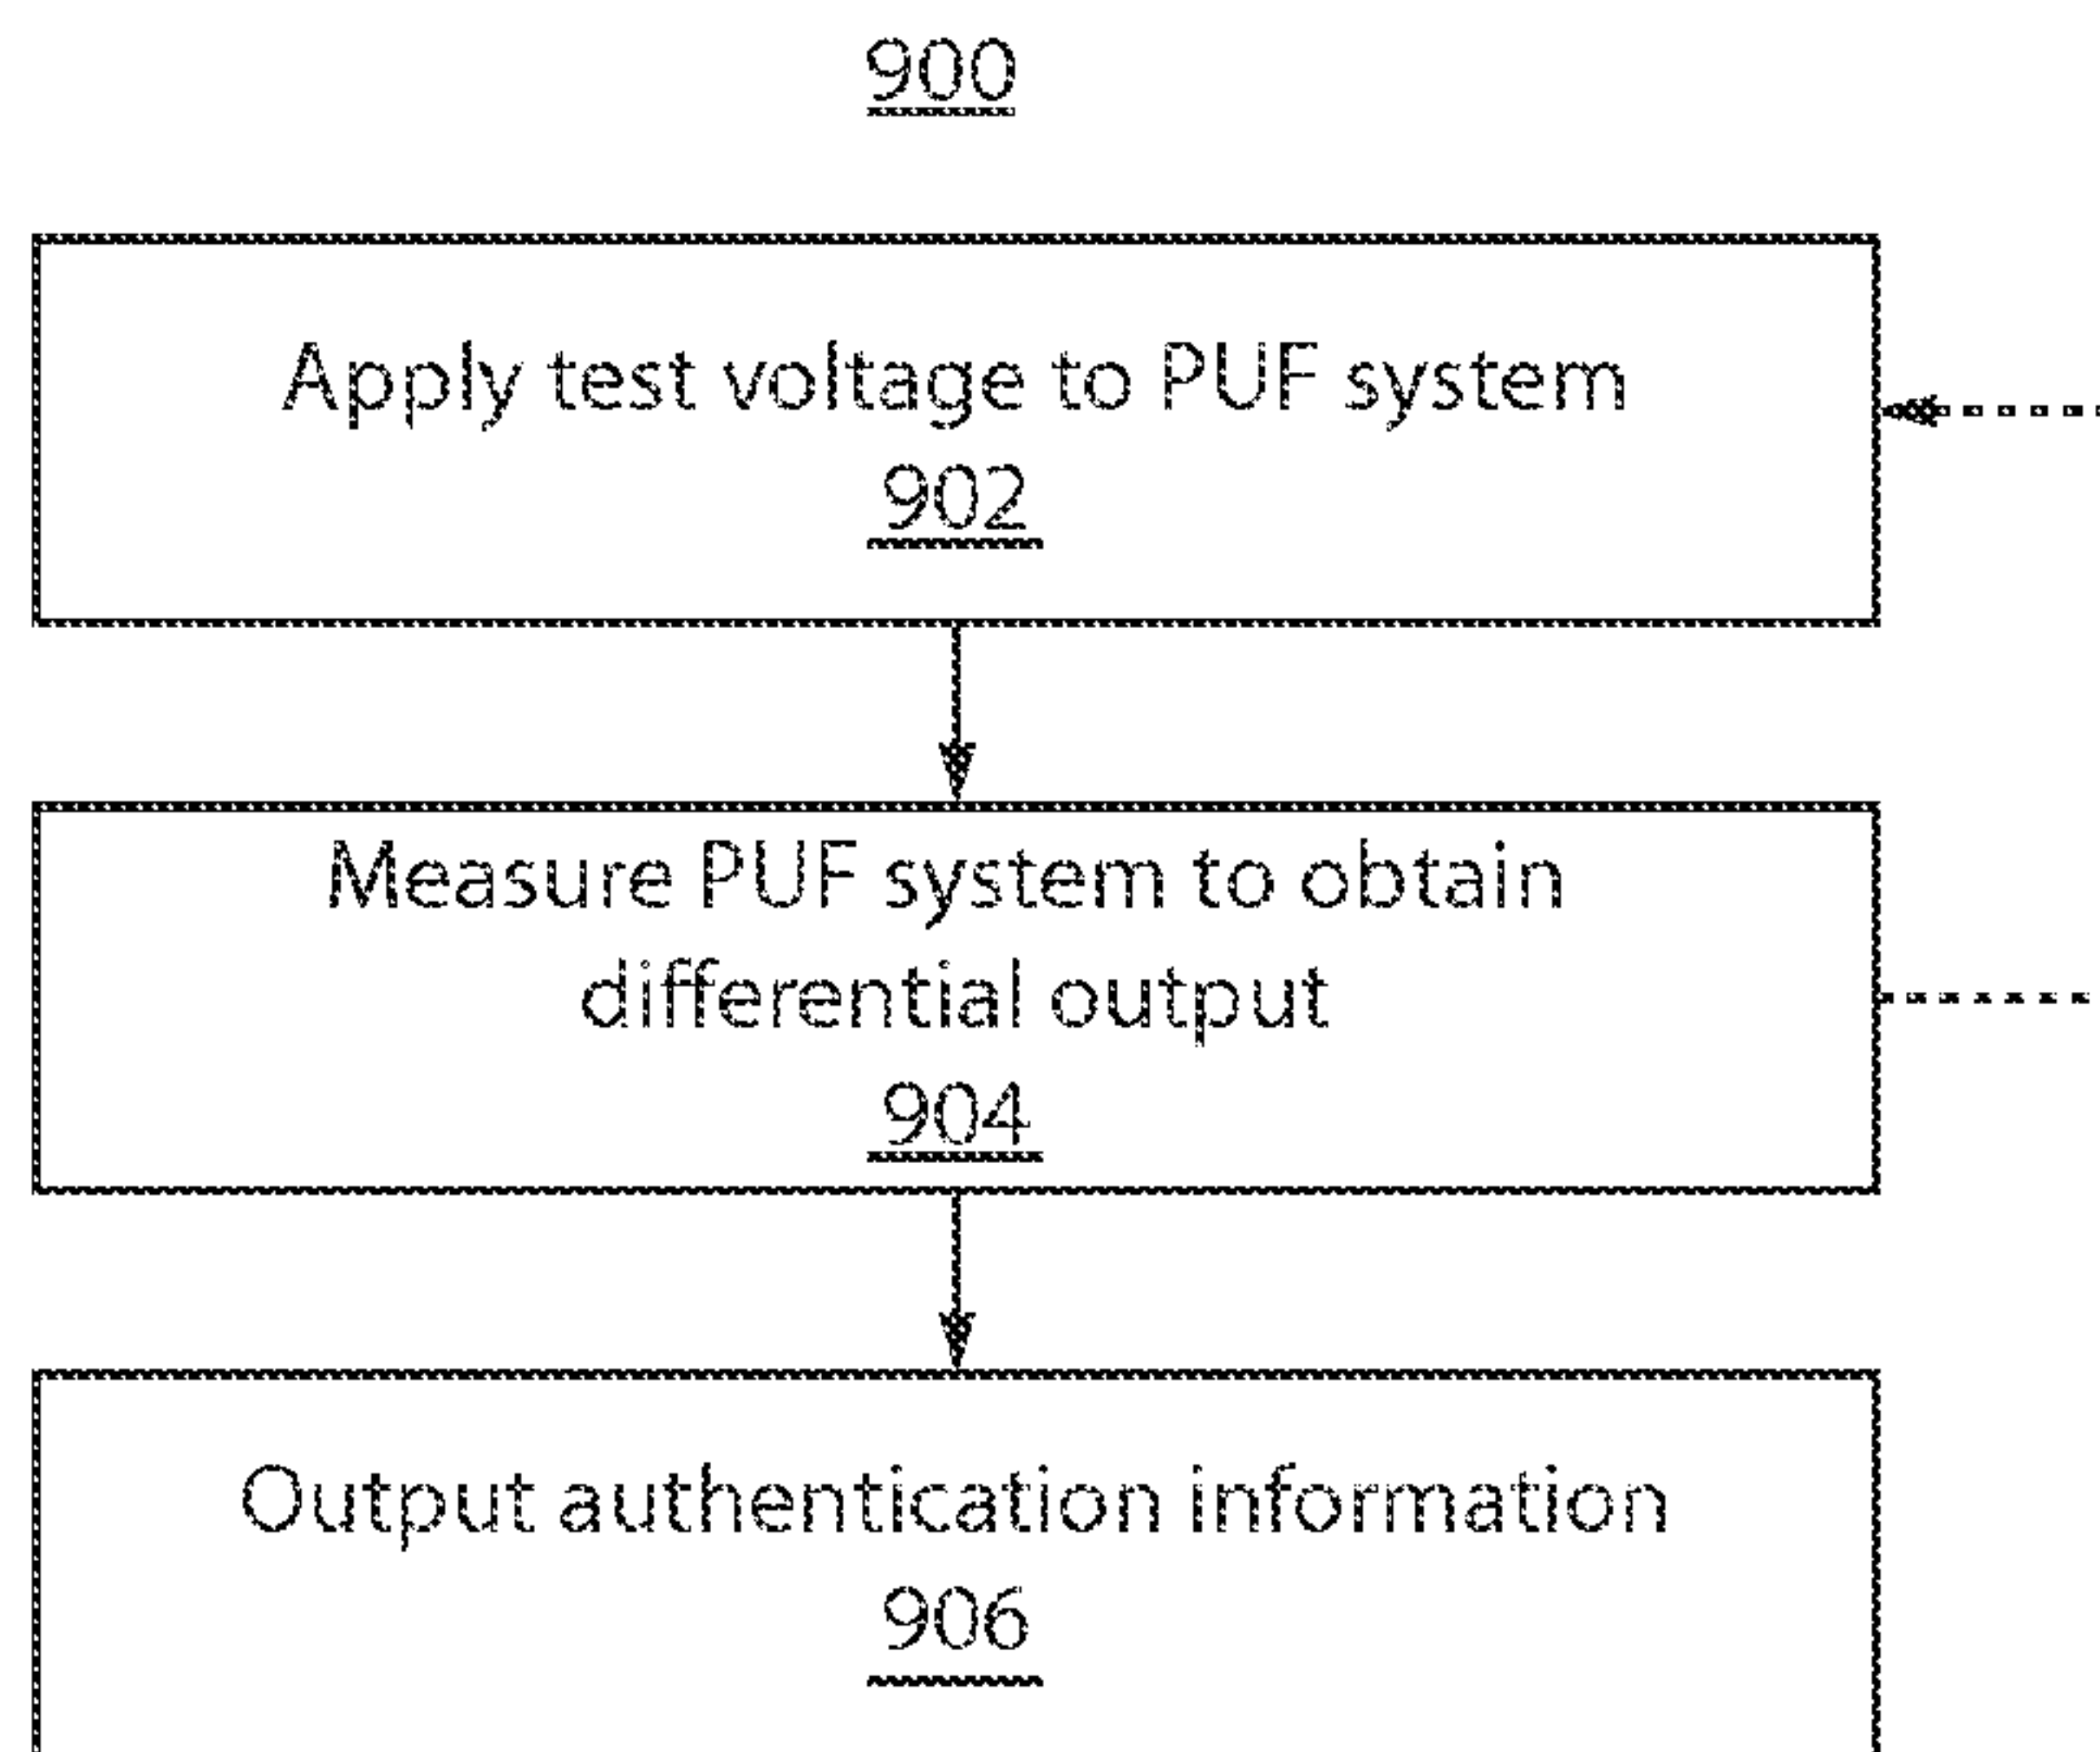 900
Apply test voltage to PUF system
902
Measure PUF system to obtain
differential output
904
Output authentication information
906